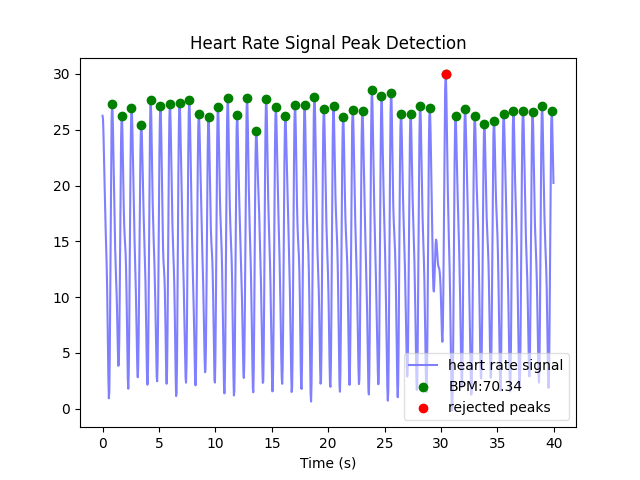 Heart Rate Signal Peak Detection
30
25
20
15
10
5
0
heart rate signal
BPM:70.34
rejected peaks
0 5 10 15 20 25 30 35 40
Time (s)